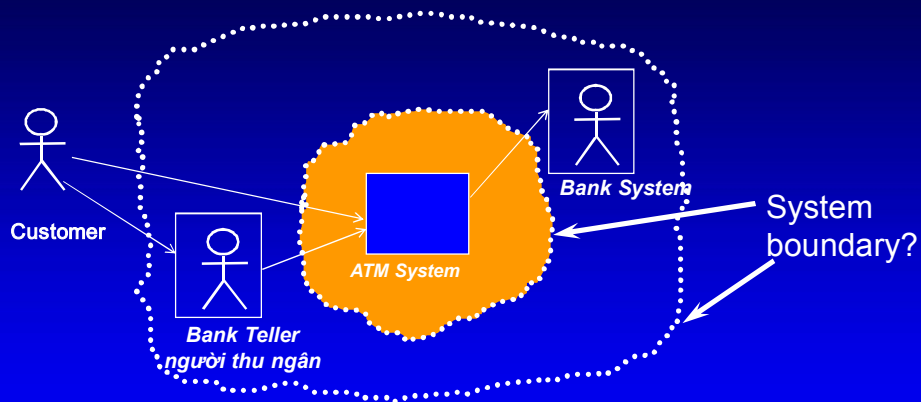 Customer
Bank Teller
người thu ngân
ATM System
Bank System
System
boundary?